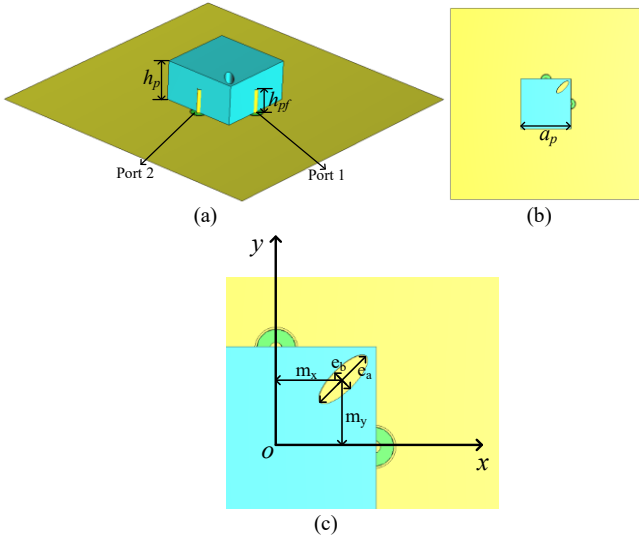 h_p
h_pf
Port 2
Port 1
a_p
(a)
(b)
y
m_x
e_b
e_a
m_y
o
x
(c)